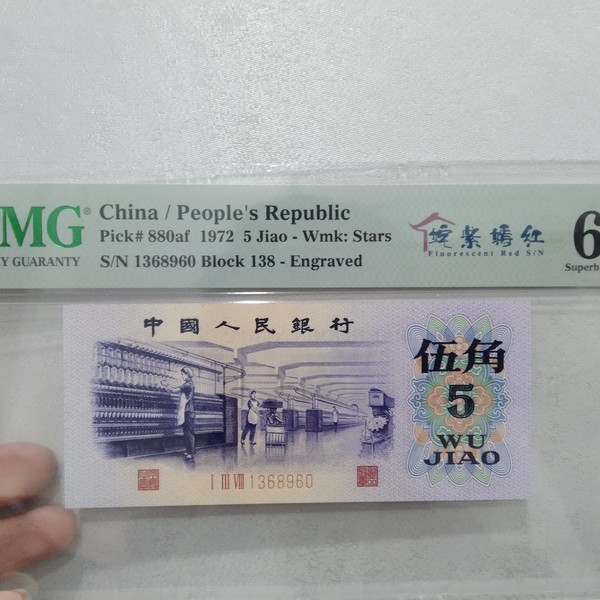 MG®
China / People's Republic
Pick# 880af 1972 5 Jiao - Wmk: Stars
Y GUARANTY
S/N 1368960 Block 138 - Engraved
姹紫嫣红
Fluorescent Red S/N
6
Superb
中國人民銀行
伍角
5
WU
JIAO
I III VIII 1368960